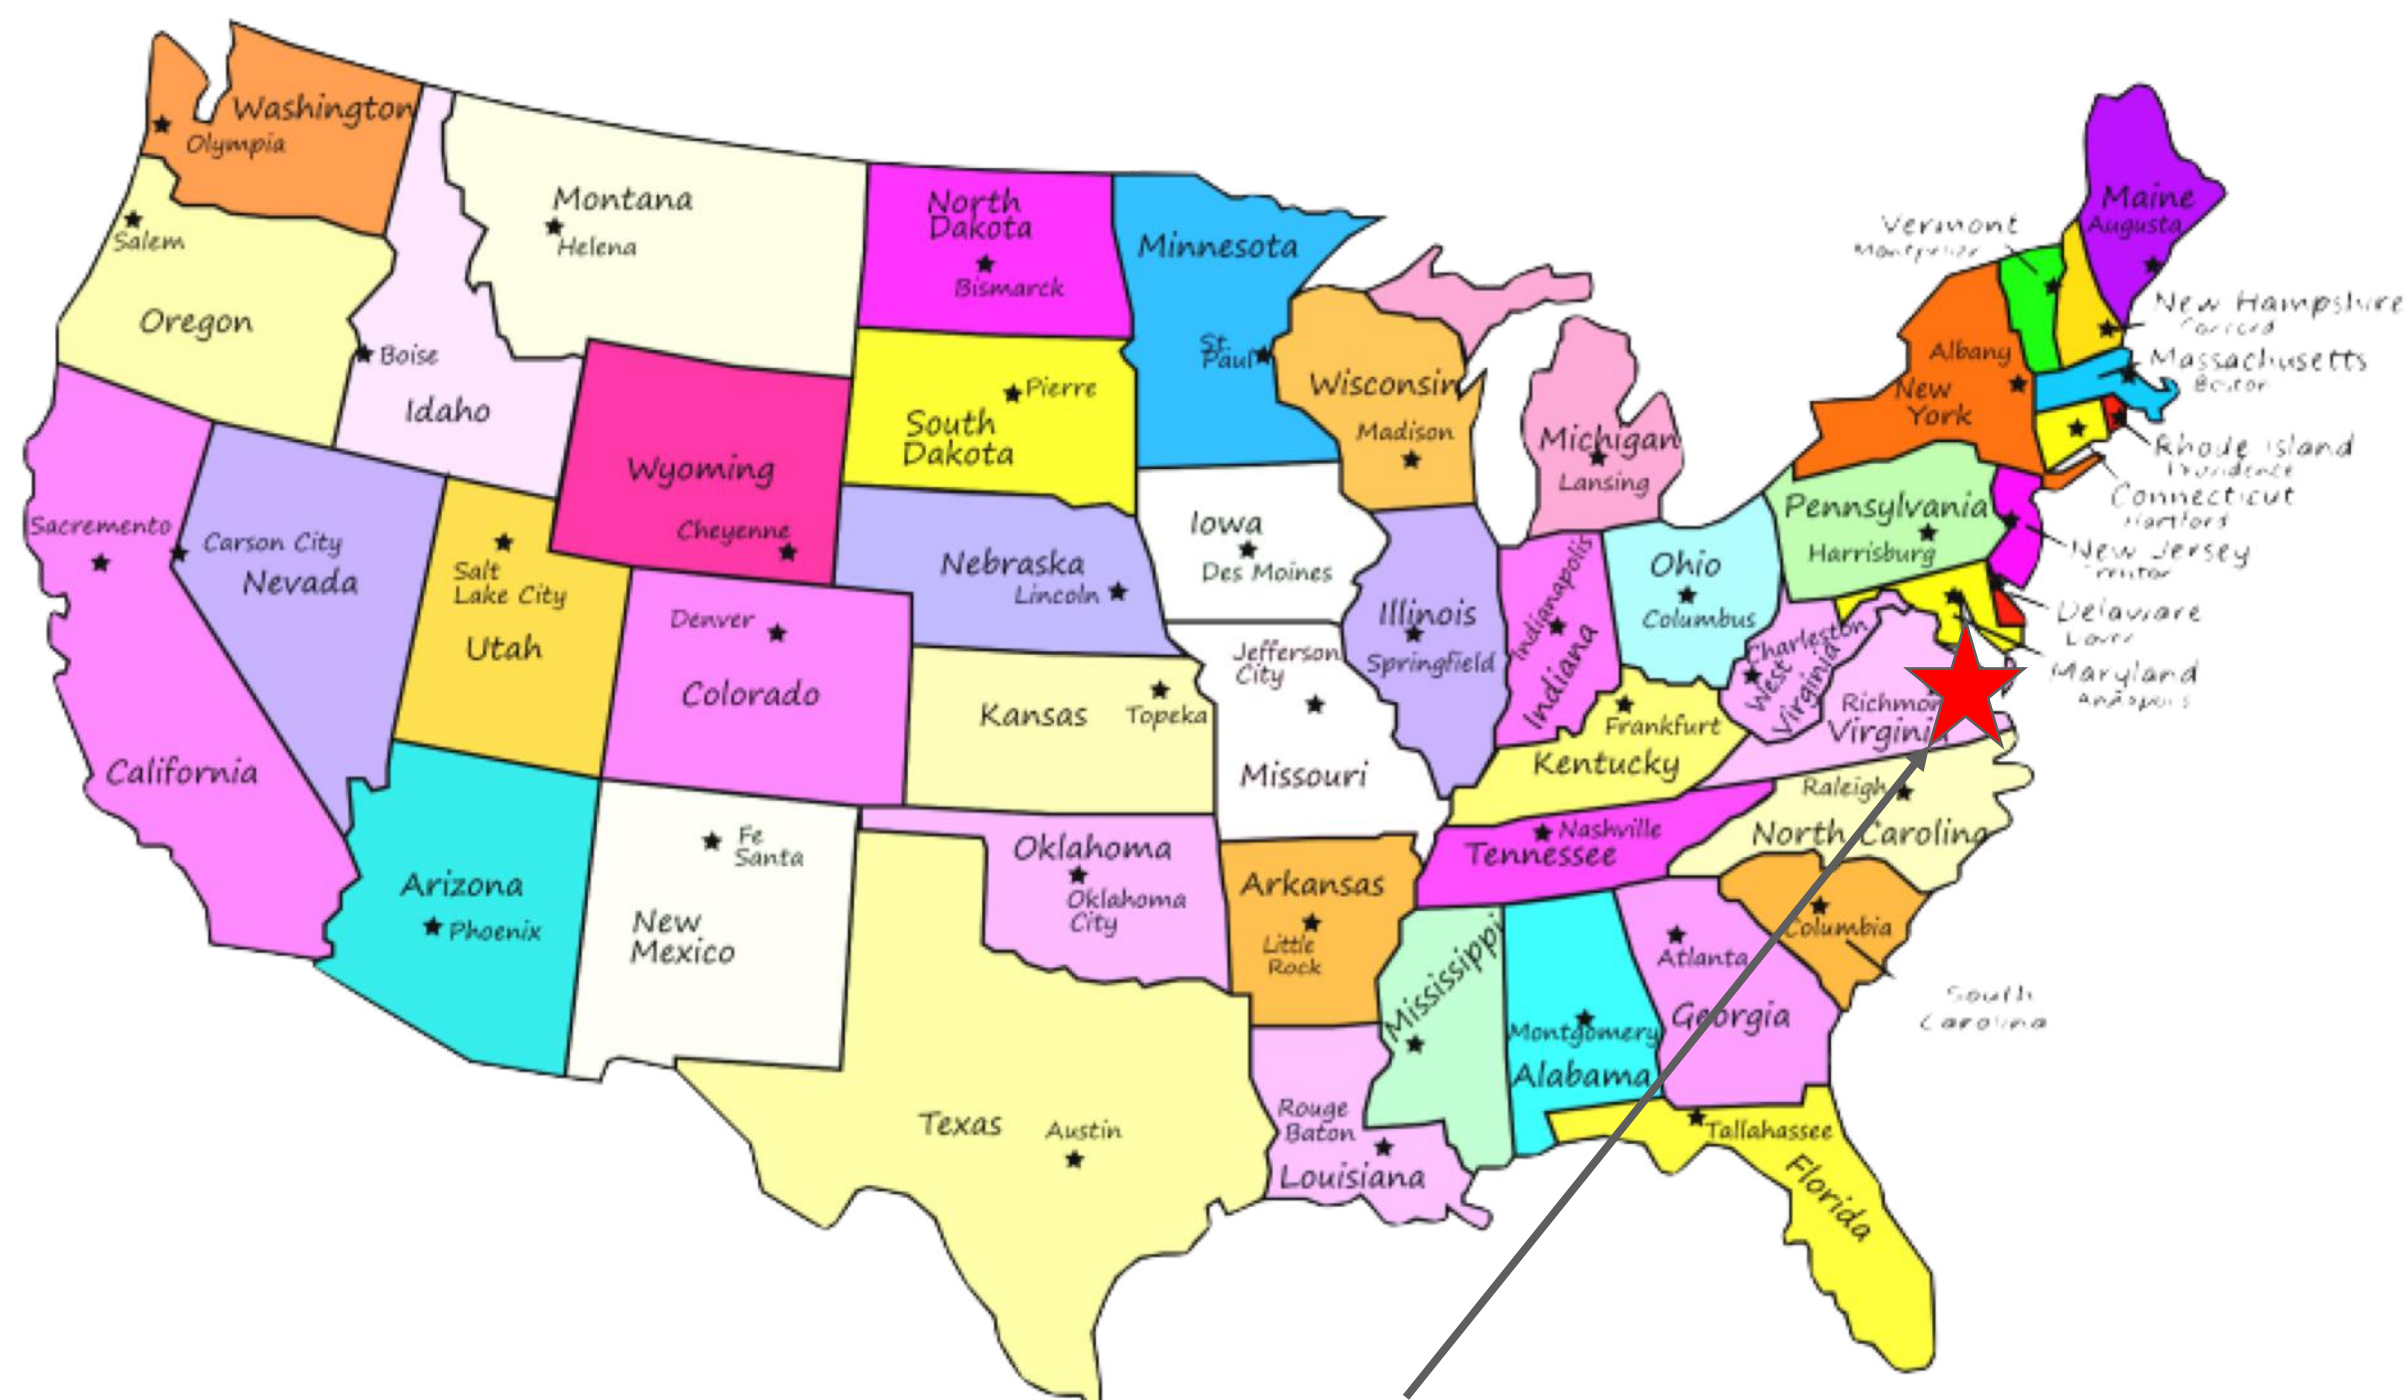 Washington
Olympia
Salem
Oregon
Boise
Idaho
Montana
Helena
North
Dakota
Bismarck
Minnesota
St.
Paul
Wisconsin
Madison
Michigan
Lansing
Pierre
South
Dakota
Wyoming
Cheyenne
Sacremento
California
Carson City
Nevada
Salt
Lake City
Utah
Denver
Colorado
Nebraska
Lincoln
Iowa
Des Moines
Kansas
Topeka
Jefferson
City
Missouri
Illinois
Springfield
Indianapolis
Indiana
Ohio
Columbus
Frankfurt
Kentucky
Nashville
Tennessee
Charleston
West
Virginia
Richmon
Virginia
Raleigh
North Carolina
Columbia
South
Carolina
Atlanta
Georgia
Montgomery
Alabama
Mississippi
Arkansas
Little
Rock
Rouge
Baton
Louisiana
Oklahoma
Oklahoma
City
Texas
Austin
Fe
Santa
New
Mexico
Arizona
Phoenix
Tallahassee
Florida
Maine
Augusta
Vermont
Montpelier
New Hampshire
Massachusetts
Boston
Rhode Island
Providence
Connecticut
Hartford
New Jersey
Delaware
Maryland
Albany
New
York
Pennsylvania
Harrisburg